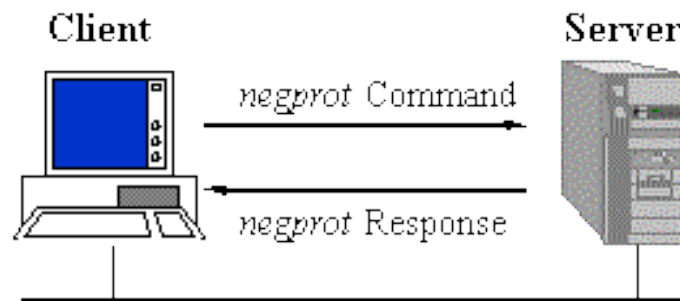 Client
Server
negprot Command
negprot Response